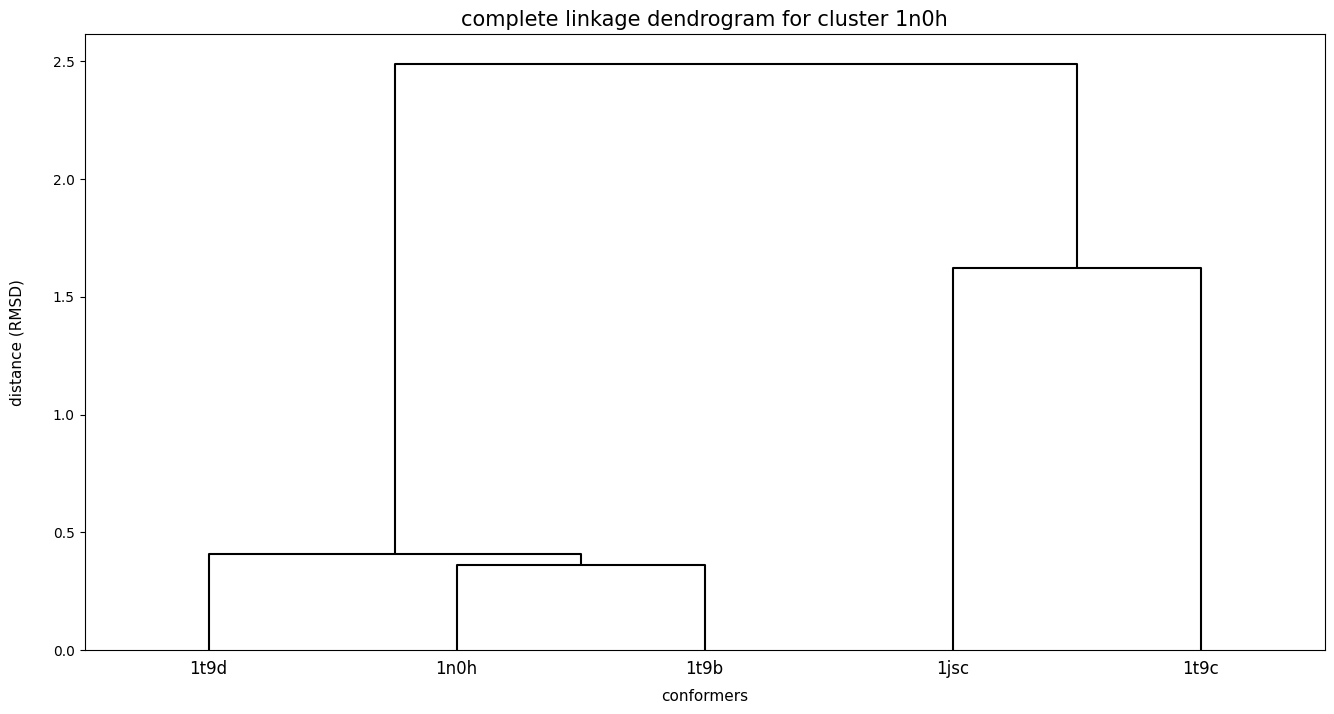 complete linkage dendrogram for cluster 1n0h
2.5
2.0
1.5
1.0
0.5
0.0
distance (RMSD)
1t9d 1n0h 1t9b 1jsc 1t9c
conformers